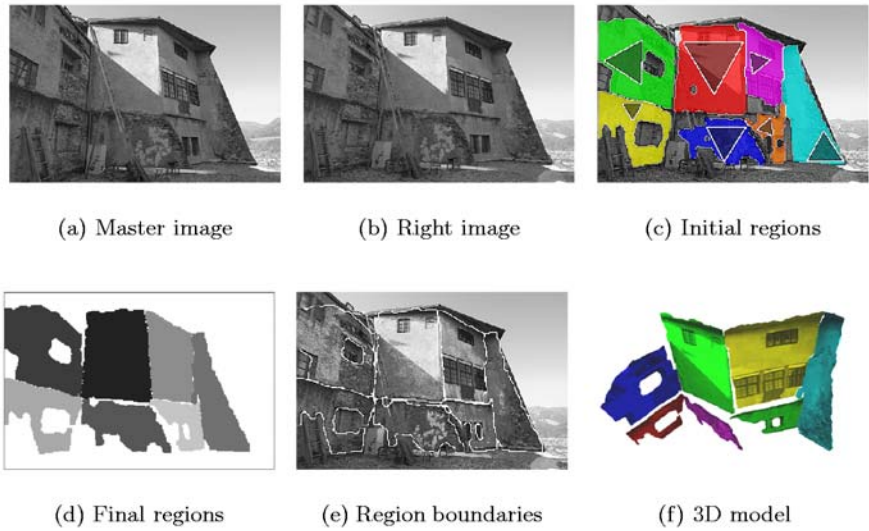 (a) Master image
(b) Right image
(c) Initial regions
(d) Final regions
(e) Region boundaries
(f) 3D model